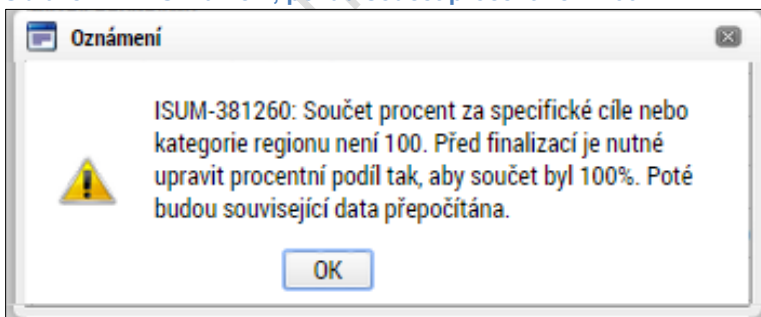 Oznámení
ISUM-381260: Součet procent za specifické cíle nebo
kategorie regionu není 100. Před finalizací je nutné
upravit procentní podíl tak, aby součet byl 100%. Poté
budou související data přepočítána.
OK